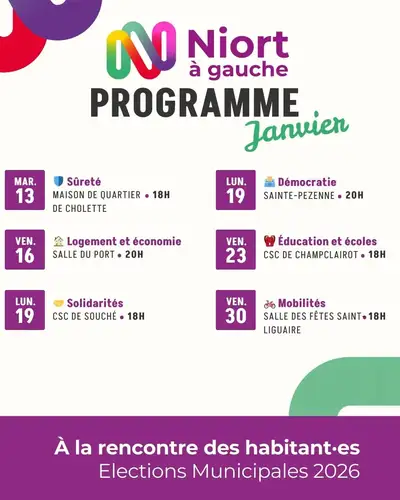 Niort
à gauche
PROGRAMME
Janvier
MAR.
13
Sûreté
MAISON DE QUARTIER • 18H
DE CHOLETTE
VEN.
16
Logement et économie
SALLE DU PORT • 20H
LUN.
19
Solidarités
CSC DE SOUCHÉ • 18H
LUN.
19
Démocratie
SAINTE-PEZENNE • 20H
VEN.
23
Éducation et écoles
CSC DE CHAMPCLAIROT • 18H
VEN.
30
Mobilités
SALLE DES FÊTES SAINT • 18H
LIGUAIRE
À la rencontre des habitant·es
Elections Municipales 2026